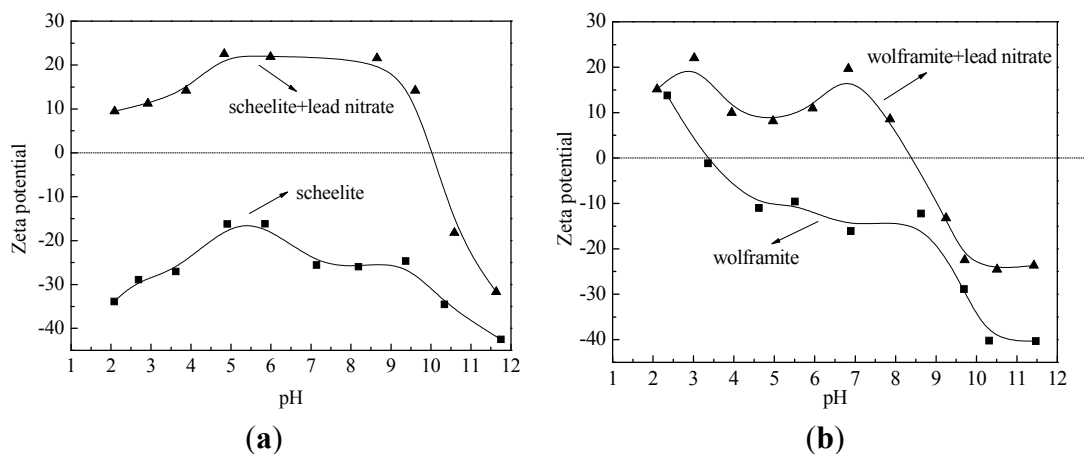 30
20
10
0
-10
-20
-30
-40
Zeta potential
scheelite+lead nitrate
scheelite
1 2 3 4 5 6 7 8 9 10 11 12
pH
(a)
30
20
10
0
-10
-20
-30
-40
Zeta potential
wolframite+lead nitrate
wolframite
1 2 3 4 5 6 7 8 9 10 11 12 13
pH
(b)